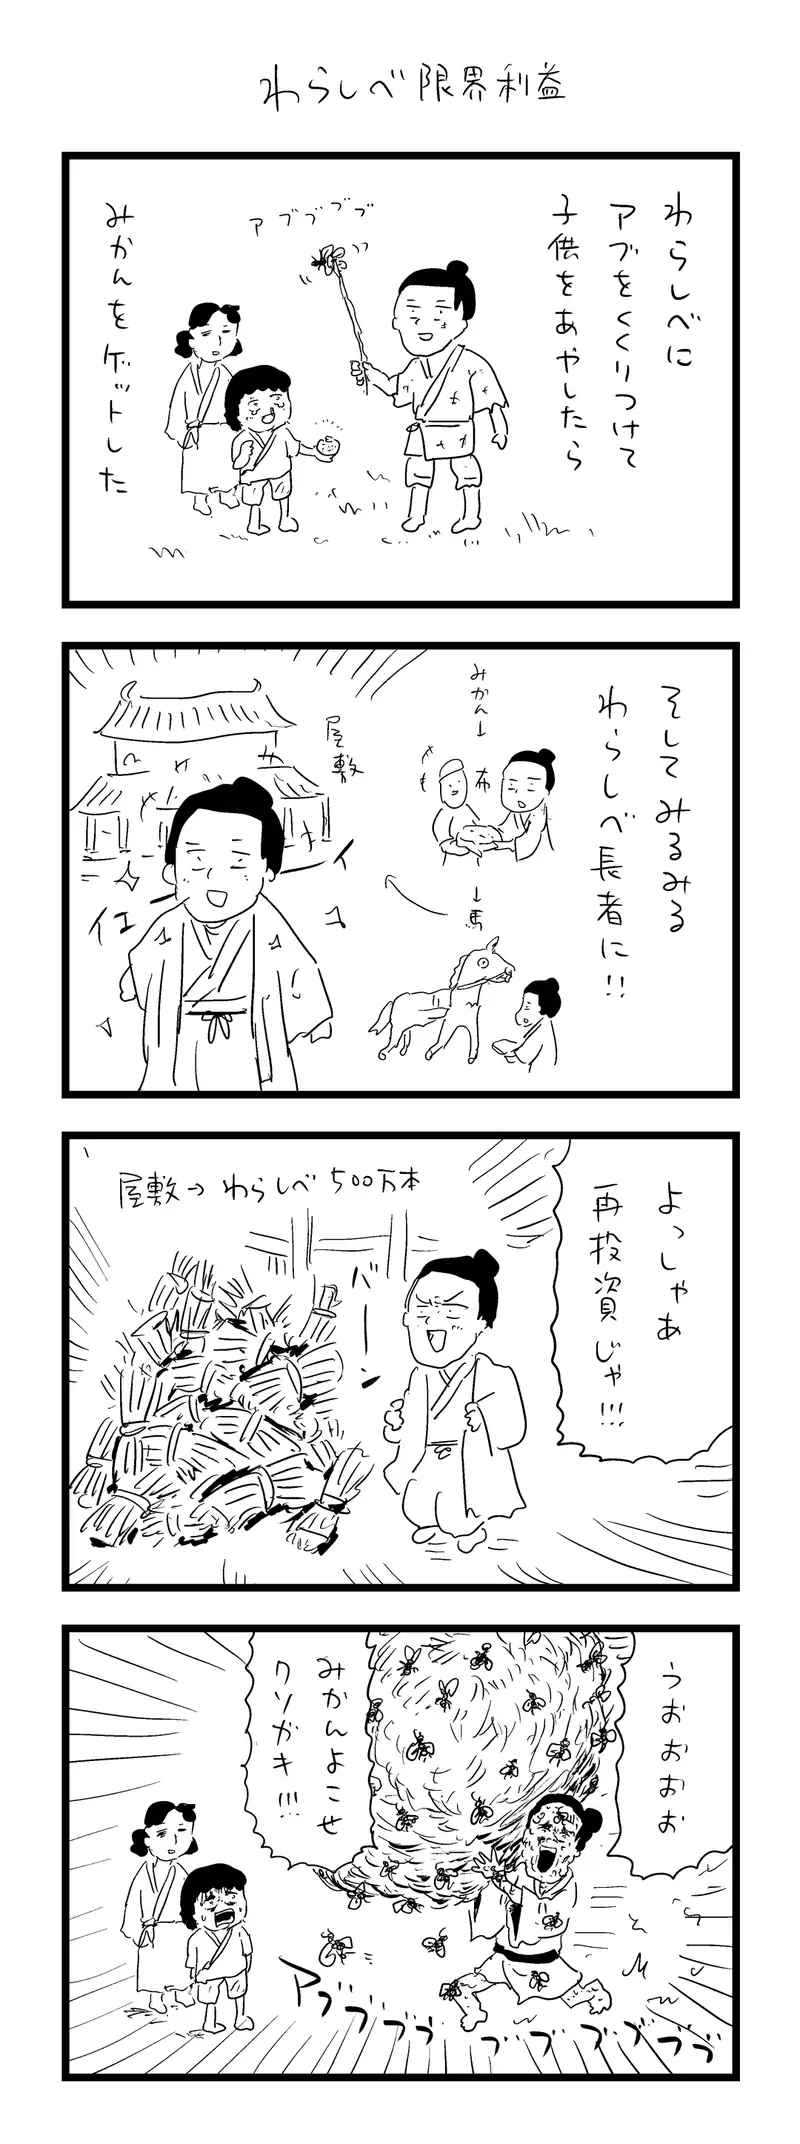 わらしべ限界利益
わらしべに
アブをくくりつけて
子供をあやしたら
アブブブブ
みかんをゲットした
そしてみるみる
わらしべ長者に!!
みかん→
布
→馬
屋敷
イエーイ
よっしゃあ
再投資じゃ!!!
屋敷→わらしべ500万本
バーン
うおおおお
みかんよこせ
クソガキ!!!
アブブブブ
ブブブブブブ